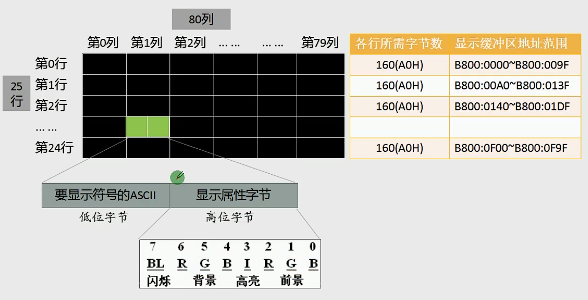 80列
第0列 第1列 第2列 ... ... ... ... 第79列 各行所需字节数 显示缓冲区地址范围
第0行 160(A0H) B800:0000~B800:009F
第1行 160(A0H) B800:00A0~B800:013F
25行
第2行 160(A0H) B800:0140~B800:01DF
... ...
第24行 160(A0H) B800:0F00~B800:0F9F
要显示符号的ASCII 显示属性字节
低位字节 高位字节
7 6 5 4 3 2 1 0
BL R G B I R G B
闪烁 背景 高亮 前景